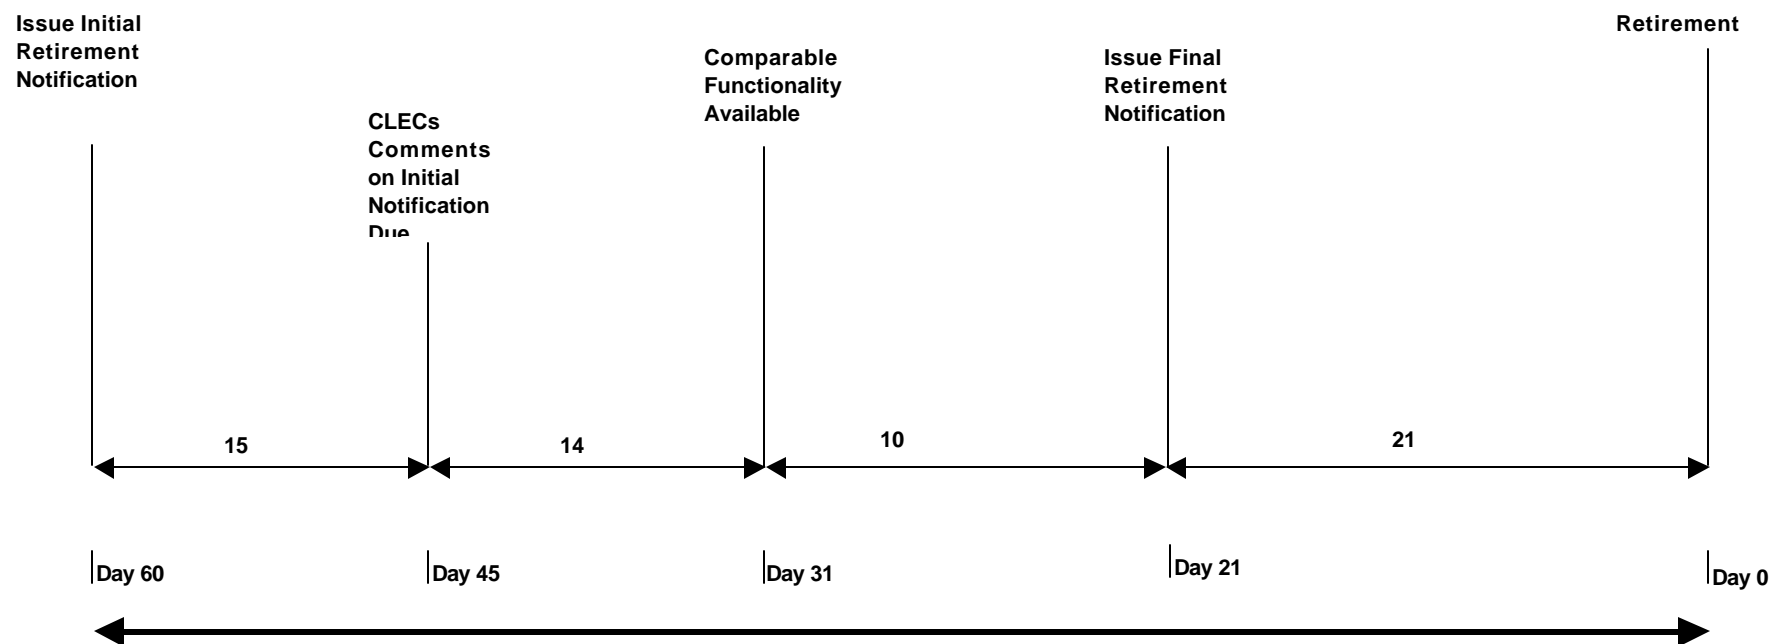 Issue Initial
Retirement
Notification
CLECs
Comments
on Initial
Notification
Due
Comparable
Functionality
Available
Issue Final
Retirement
Notification
Retirement
15
14
10
21
Day 60
Day 45
Day 31
Day 21
Day 0